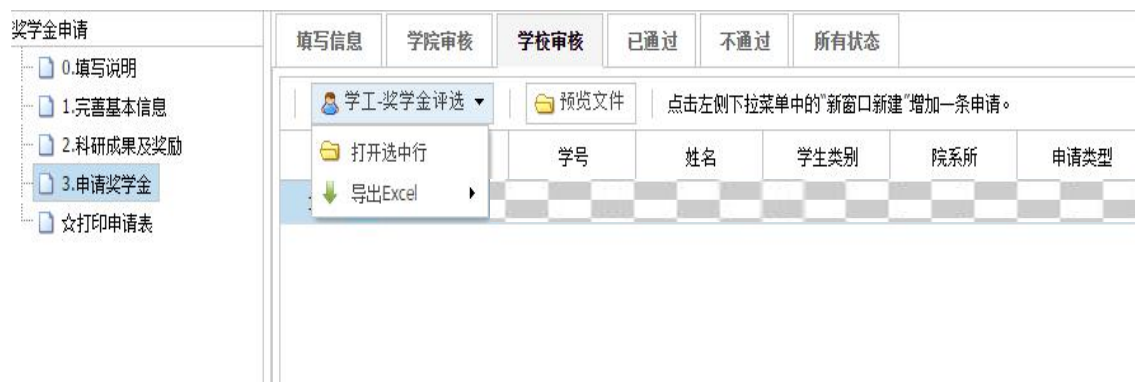 奖学金申请
0.填写说明
1.完善基本信息
2.科研成果及奖励
3.申请奖学金
☆打印申请表
填写信息 学院审核 学校审核 已通过 不通过 所有状态
学工-奖学金评选 预览文件 点击左侧下拉菜单中的"新窗口新建"增加一条申请。
打开选中行
导出Excel
学号 姓名 学生类别 院系所 申请类型